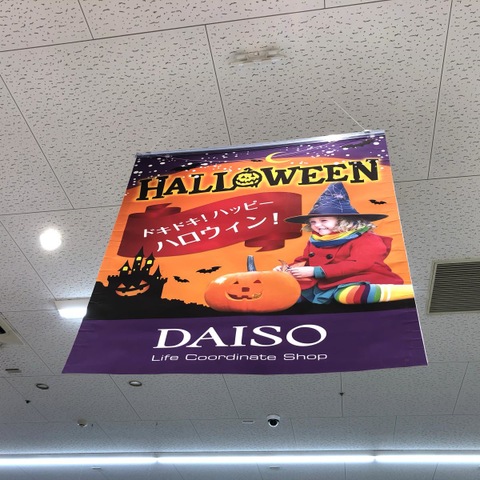 HALLOWEEN
ドキドキ！ハッピー
ハロウィン！
DAISO
Life Coordinate Shop